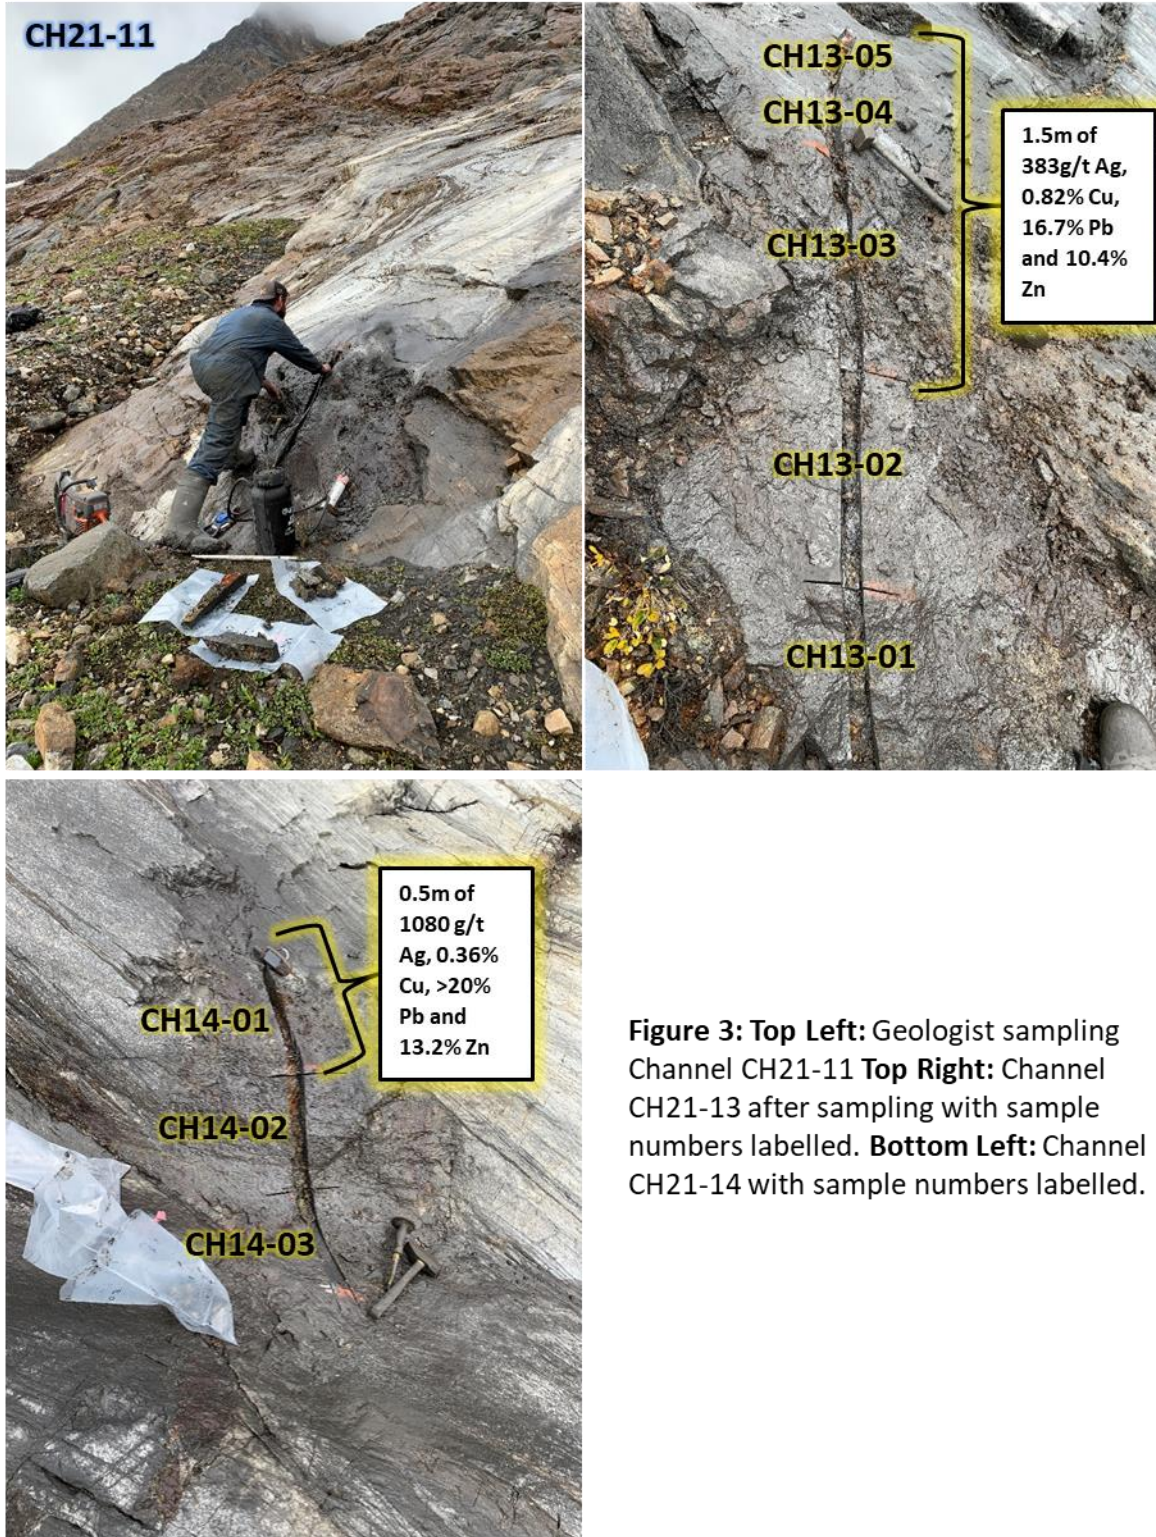 CH21-11
CH13-05
CH13-04
CH13-03
CH13-02
CH13-01
1.5m of
383g/t Ag,
0.82% Cu,
16.7% Pb
and 10.4%
Zn
CH14-01
CH14-02
CH14-03
0.5m of
1080 g/t
Ag, 0.36%
Cu, >20%
Pb and
13.2% Zn
Figure 3: Top Left: Geologist sampling
Channel CH21-11 Top Right: Channel
CH21-13 after sampling with sample
numbers labelled. Bottom Left: Channel
CH21-14 with sample numbers labelled.